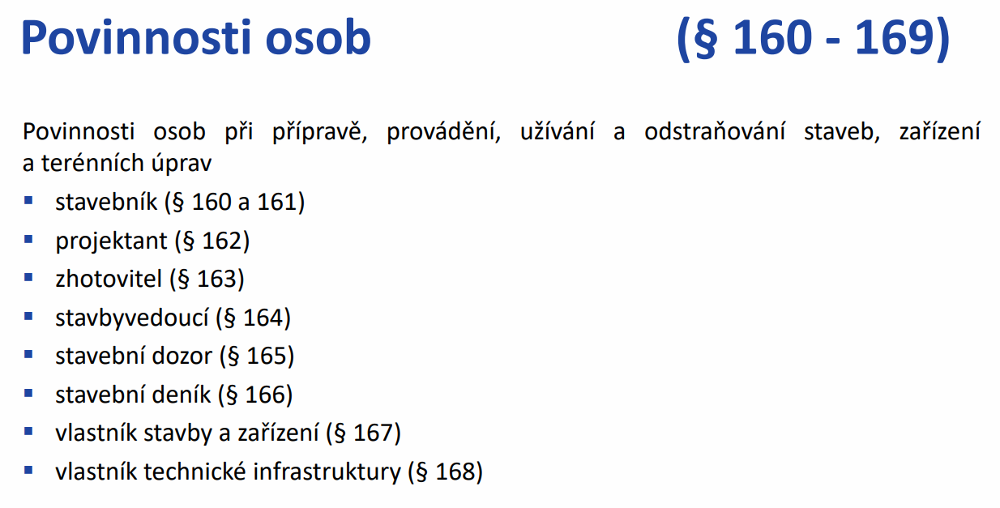 Povinnosti osob (§ 160 - 169)
Povinnosti osob při přípravě, provádění, užívání a odstraňování staveb, zařízení
a terénních úprav
▪ stavebník (§ 160 a 161)
▪ projektant (§ 162)
▪ zhotovitel (§ 163)
▪ stavbyvedoucí (§ 164)
▪ stavební dozor (§ 165)
▪ stavební deník (§ 166)
▪ vlastník stavby a zařízení (§ 167)
▪ vlastník technické infrastruktury (§ 168)